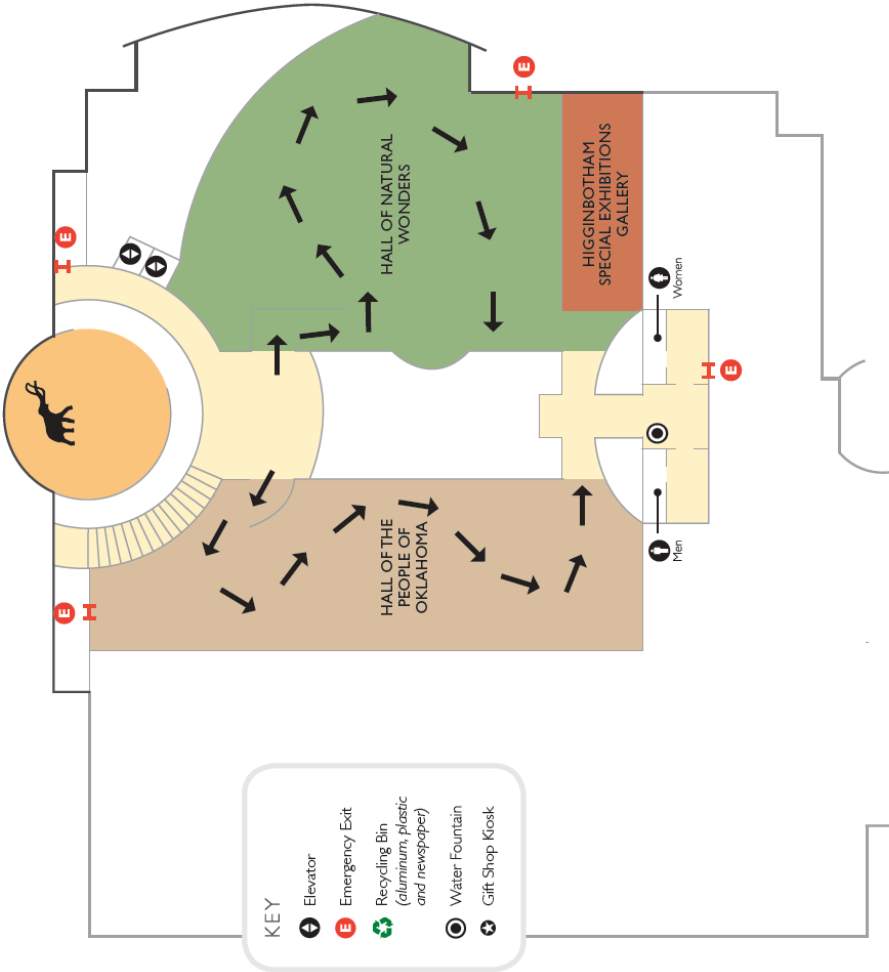 KEY
Elevator
E
Emergency Exit
Recycling Bin
(aluminum, plastic
and newspaper)
Water Fountain
Gift Shop Kiosk
E
HALL OF THE
PEOPLE OF
OKLAHOMA
Men
E
Women
E
HALL OF NATURAL
WONDERS
HIGGINBOTHAM
SPECIAL EXHIBITIONS
GALLERY
E